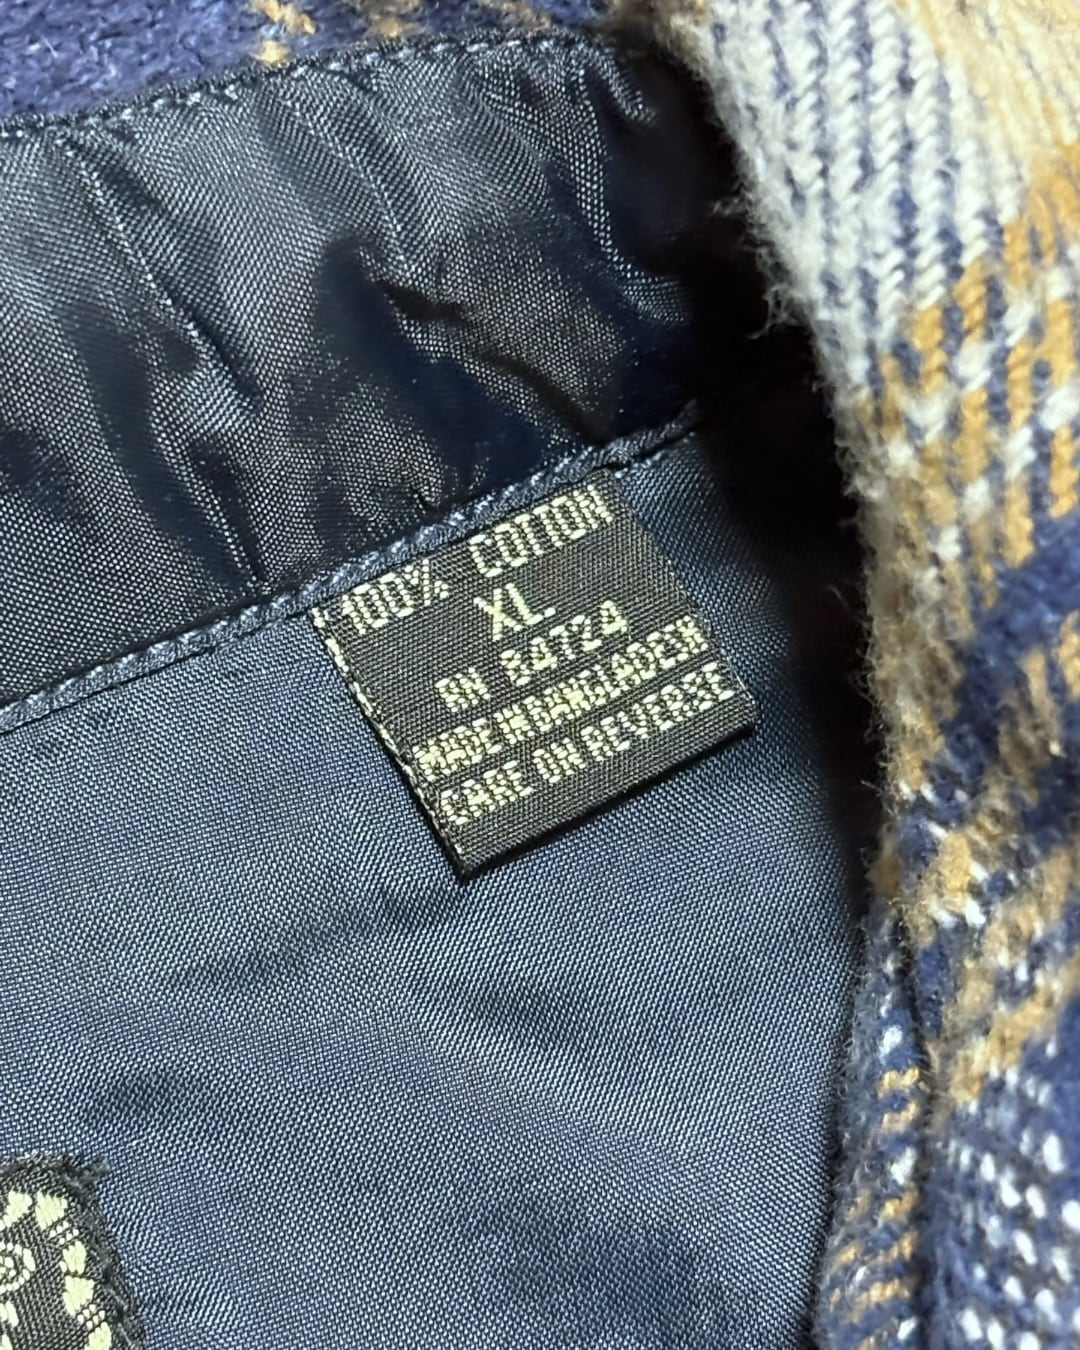 100% COTTON
XL
RN 84724
MADE IN BANGLADESH
CARE ON REVERSE